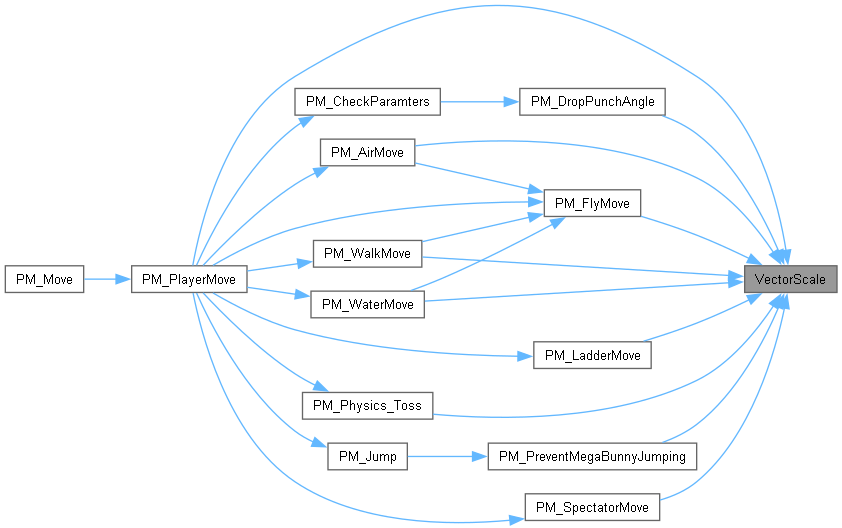 PM_CheckParamters
PM_DropPunchAngle
PM_AirMove
PM_FlyMove
PM_WalkMove
PM_Move
PM_PlayerMove
VectorScale
PM_WaterMove
PM_LadderMove
PM_Physics_Toss
PM_Jump
PM_PreventMegaBunnyJumping
PM_SpectatorMove